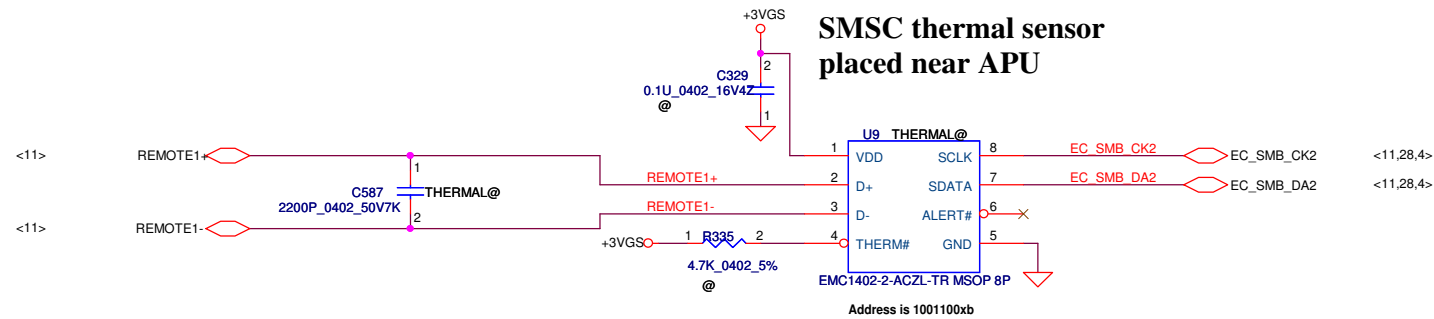 +3VGS
SMSC thermal sensor
placed near APU
2
C329
0.1U_0402_16V4Z
@
1
U9 THERMAL@
<11> REMOTE1+ 1 VDD SCLK 8 EC_SMB_CK2 EC_SMB_CK2 <11,28,4>
1
REMOTE1+ 2 D+ SDATA 7 EC_SMB_DA2 EC_SMB_DA2 <11,28,4>
C587 THERMAL@
2200P_0402_50V7K
REMOTE1- 3 D- ALERT# 6
2
<11> REMOTE1-
+3VGS 1 R335 2 4 THERM# GND 5
4.7K_0402_5%
@
EMC1402-2-ACZL-TR MSOP 8P
Address is 1001100xb